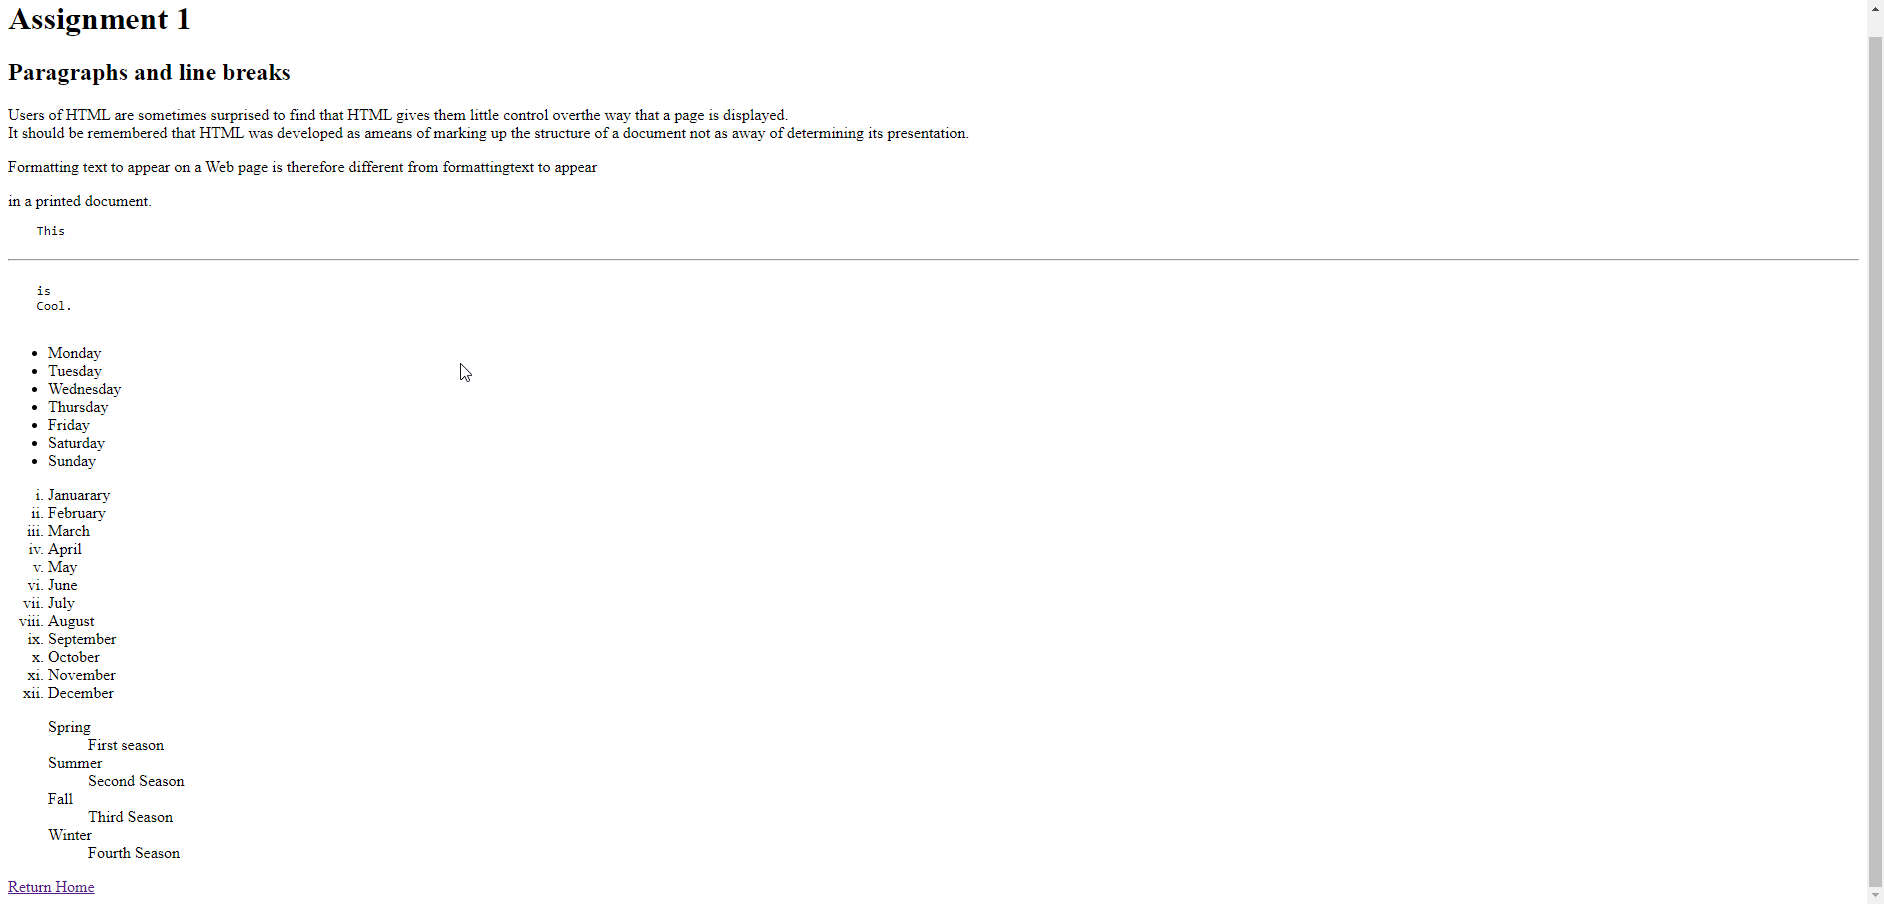 Assignment 1
Paragraphs and line breaks
Users of HTML are sometimes surprised to find that HTML gives them little control overthe way that a page is displayed.
It should be remembered that HTML was developed as ameans of marking up the structure of a document not as away of determining its presentation.
Formatting text to appear on a Web page is therefore different from formattingtext to appear
in a printed document.
This
is
Cool.
• Monday
• Tuesday
• Wednesday
• Thursday
• Friday
• Saturday
• Sunday
i. Januarary
ii. February
iii. March
iv. April
v. May
vi. June
vii. July
viii. August
ix. September
x. October
xi. November
xii. December
Spring
First season
Summer
Second Season
Fall
Third Season
Winter
Fourth Season
Return Home